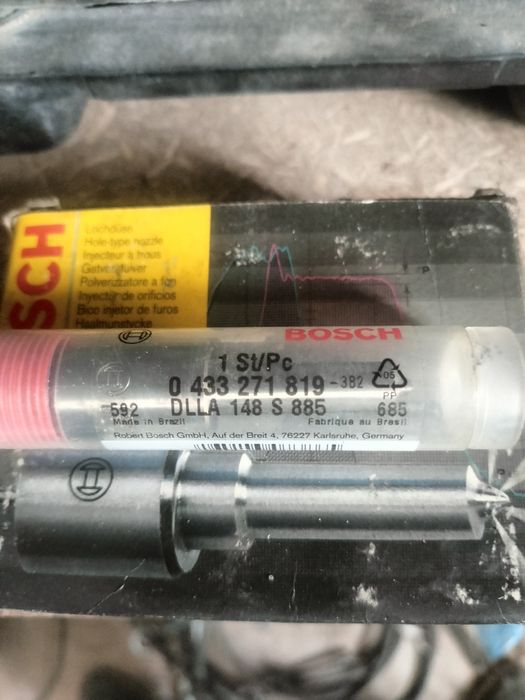 BOSCH
Lochdüse
Hole-type nozzle
Injecteur à trous
Polverizzatore a fori
Inyector de orificios
Bico injetor de furos
P
BOSCH
1 St/Pc
0 433 271 819 -382
05
PP
592 DLLA 148 S 885 685
Made in Brazil Fabriqué au Brésil
Robert Bosch GmbH, Auf der Breit 4, 76227 Karlsruhe, Germany